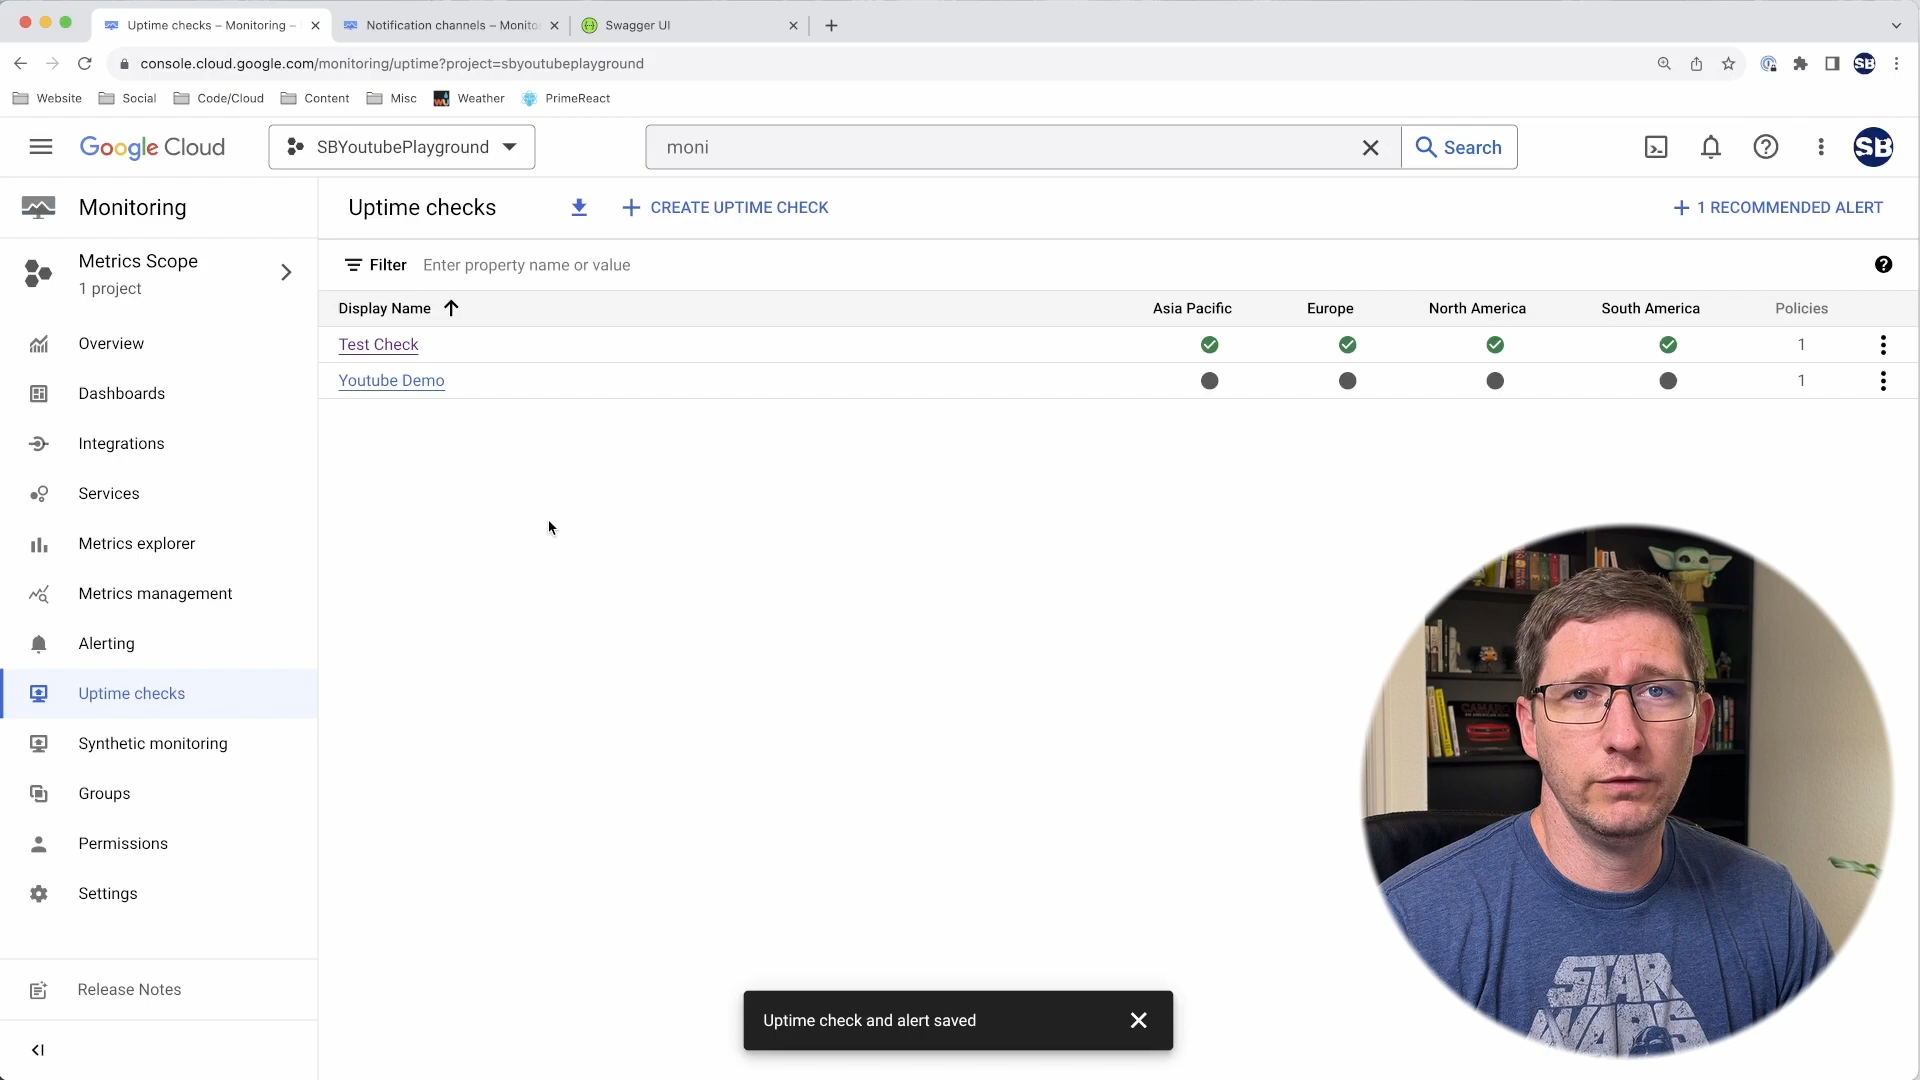 Uptime checks – Monitoring –
Notification channels – Monito
Swagger UI
console.cloud.google.com/monitoring/uptime?project=sbyoutubeplayground
SB
Website
Social
Code/Cloud
Content
Misc
Weather
PrimeReact
Google Cloud
SBYoutubePlayground
moni
Search
SB
Monitoring
Uptime checks
CREATE UPTIME CHECK
1 RECOMMENDED ALERT
Metrics Scope
1 project
Filter
Enter property name or value
Display Name
Asia Pacific
Europe
North America
South America
Policies
Test Check
1
Youtube Demo
1
Overview
Dashboards
Integrations
Services
Metrics explorer
Metrics management
Alerting
Uptime checks
Synthetic monitoring
Groups
Permissions
Settings
Release Notes
Uptime check and alert saved
CAMARO
STAR
WARS